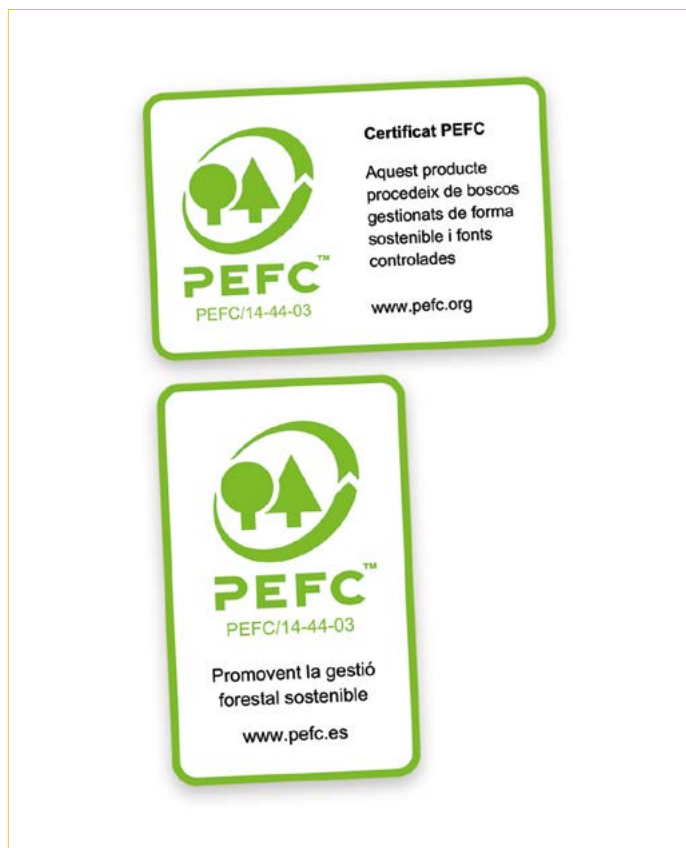 PEFC™
PEFC/14-44-03
Certificat PEFC
Aquest producte
procedeix de boscos
gestionats de forma
sostenible i fonts
controlades
www.pefc.org
PEFC™
PEFC/14-44-03
Promovent la gestió
forestal sostenible
www.pefc.es